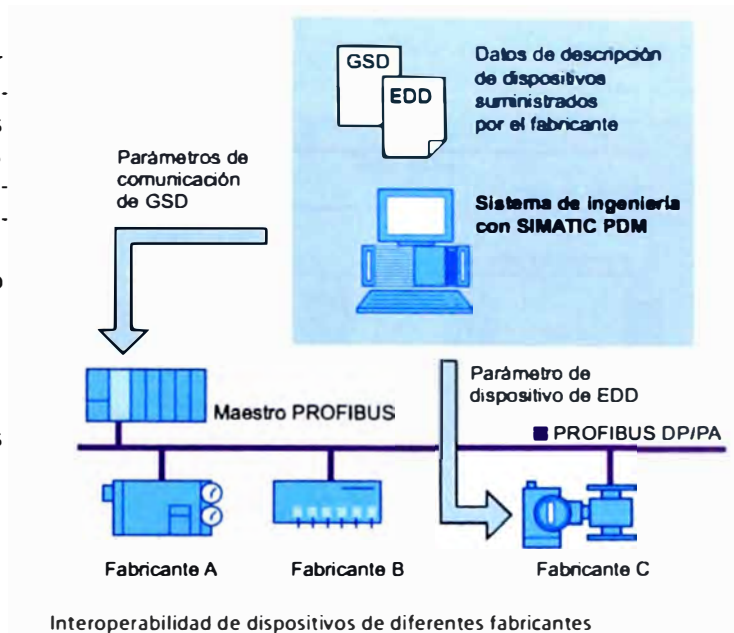 GSD
EDD
Datos de descripción
de dispositivos
suministrados
por el fabricante
Parámetros de
comunicación
de GSD
Sistema de ingeniería
con SIMATIC PDM
Parámetro de
dispositivo de EDD
Maestro PROFIBUS
PROFIBUS DP/PA
Fabricante A
Fabricante B
Fabricante C
Interoperabilidad de dispositivos de diferentes fabricantes